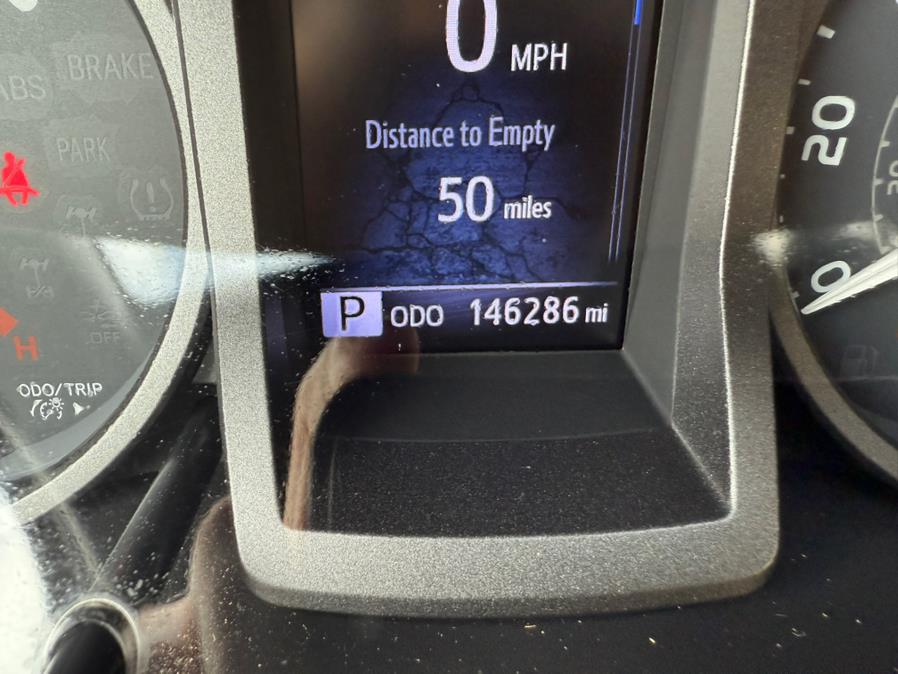 0 MPH
ABS BRAKE
PARK
Distance to Empty
50 miles
P ODO 146286 mi
H
OFF
ODO/TRIP
20
0